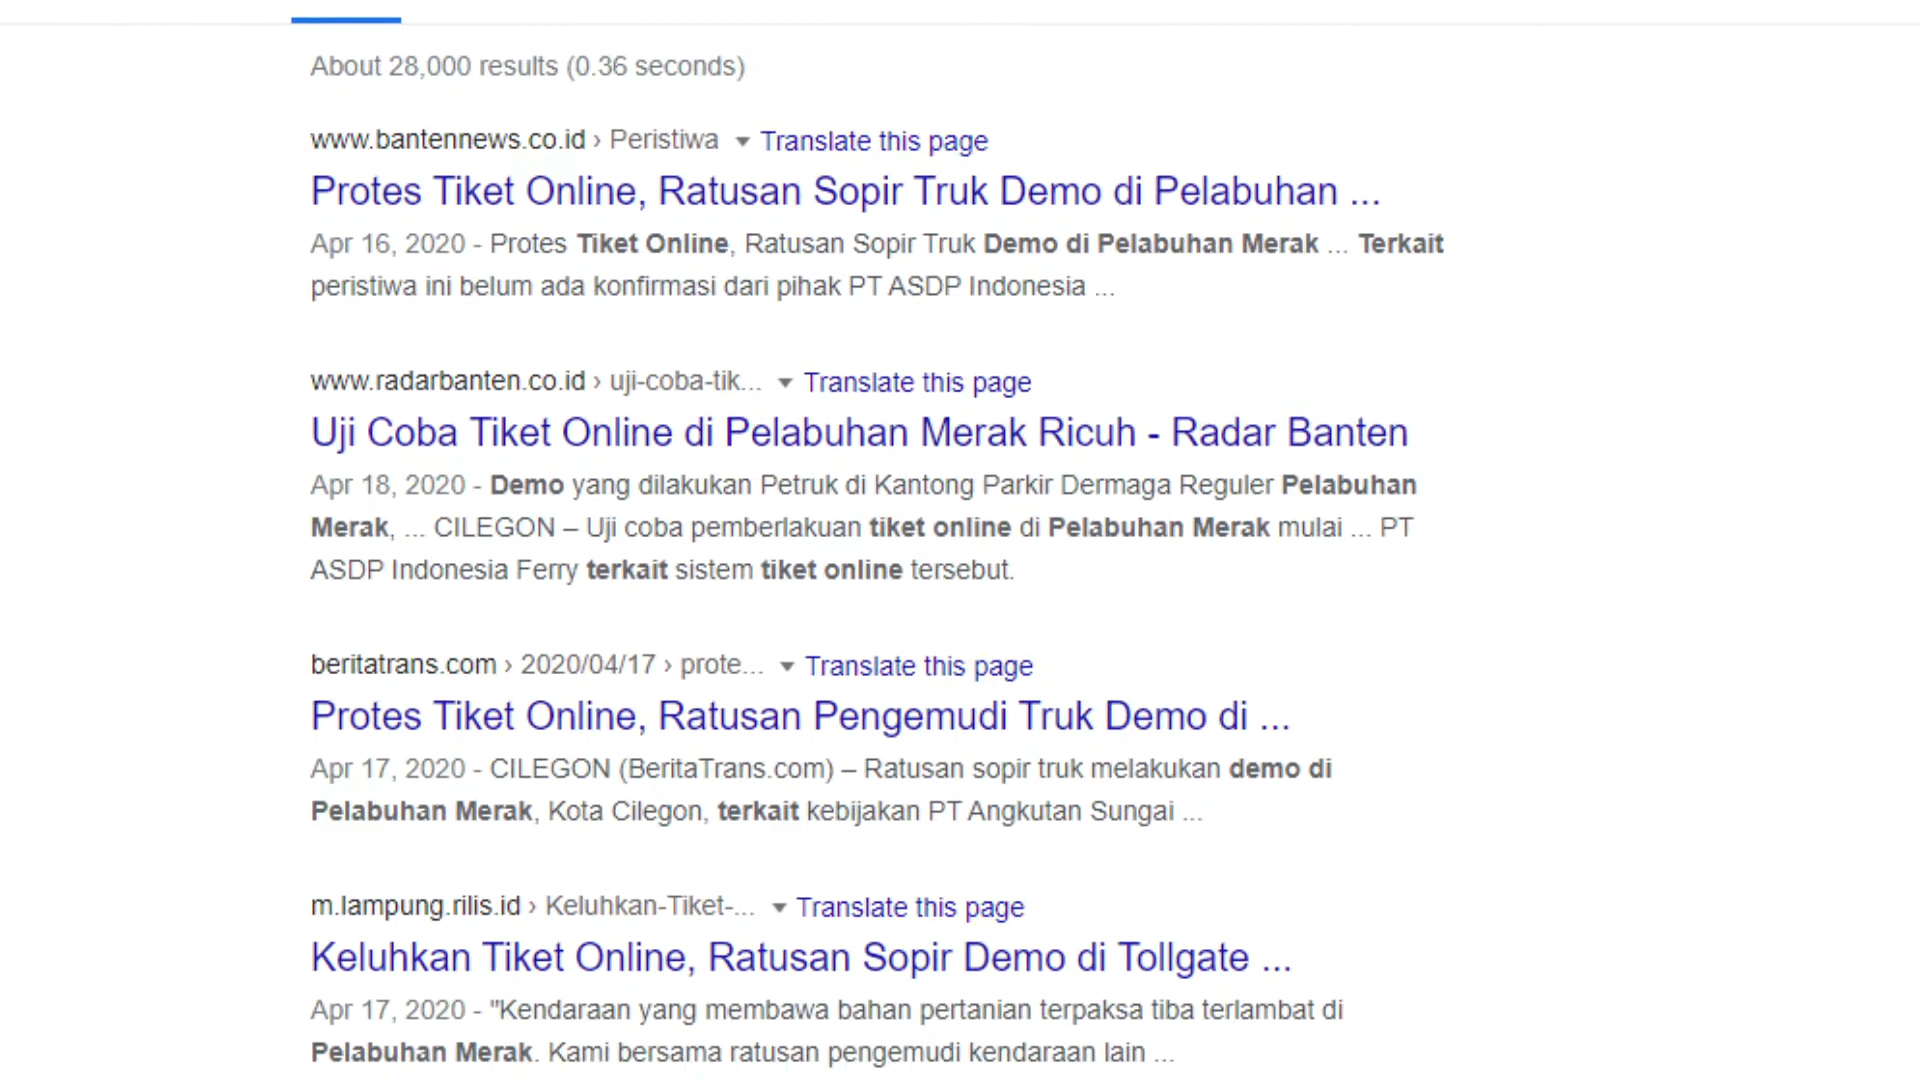 About 28,000 results (0.36 seconds)
www.bantennews.co.id › Peristiwa ▼ Translate this page
Protes Tiket Online, Ratusan Sopir Truk Demo di Pelabuhan ...
Apr 16, 2020 - Protes Tiket Online, Ratusan Sopir Truk Demo di Pelabuhan Merak ... Terkait
peristiwa ini belum ada konfirmasi dari pihak PT ASDP Indonesia ...
www.radarbanten.co.id › uji-coba-tik... ▼ Translate this page
Uji Coba Tiket Online di Pelabuhan Merak Ricuh - Radar Banten
Apr 18, 2020 - Demo yang dilakukan Petruk di Kantong Parkir Dermaga Reguler Pelabuhan
Merak, ... CILEGON – Uji coba pemberlakuan tiket online di Pelabuhan Merak mulai ... PT
ASDP Indonesia Ferry terkait sistem tiket online tersebut.
beritatrans.com › 2020/04/17 › prote... ▼ Translate this page
Protes Tiket Online, Ratusan Pengemudi Truk Demo di ...
Apr 17, 2020 - CILEGON (BeritaTrans.com) – Ratusan sopir truk melakukan demo di
Pelabuhan Merak, Kota Cilegon, terkait kebijakan PT Angkutan Sungai ...
m.lampung.rilis.id › Keluhkan-Tiket-... ▼ Translate this page
Keluhkan Tiket Online, Ratusan Sopir Demo di Tollgate ...
Apr 17, 2020 - "Kendaraan yang membawa bahan pertanian terpaksa tiba terlambat di
Pelabuhan Merak. Kami bersama ratusan pengemudi kendaraan lain ...